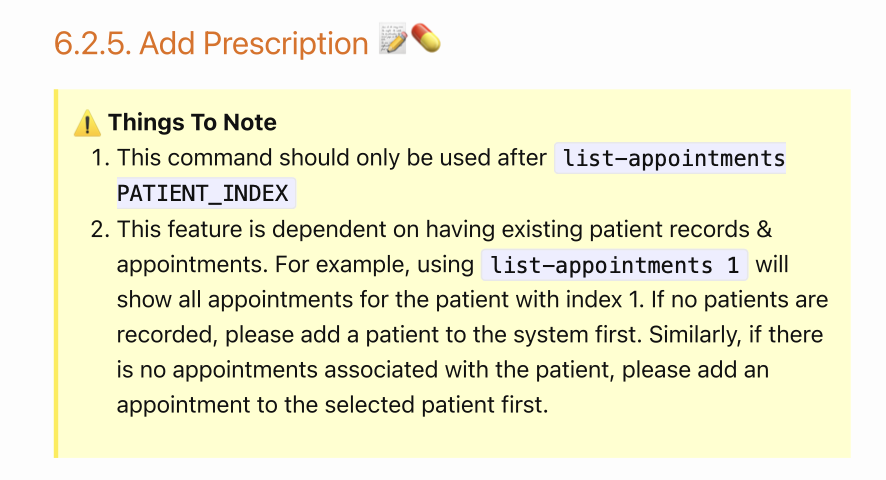 6.2.5. Add Prescription 📝💊
⚠️ Things To Note
1. This command should only be used after list-appointments
PATIENT_INDEX
2. This feature is dependent on having existing patient records &
appointments. For example, using list-appointments 1 will
show all appointments for the patient with index 1. If no patients are
recorded, please add a patient to the system first. Similarly, if there
is no appointments associated with the patient, please add an
appointment to the selected patient first.